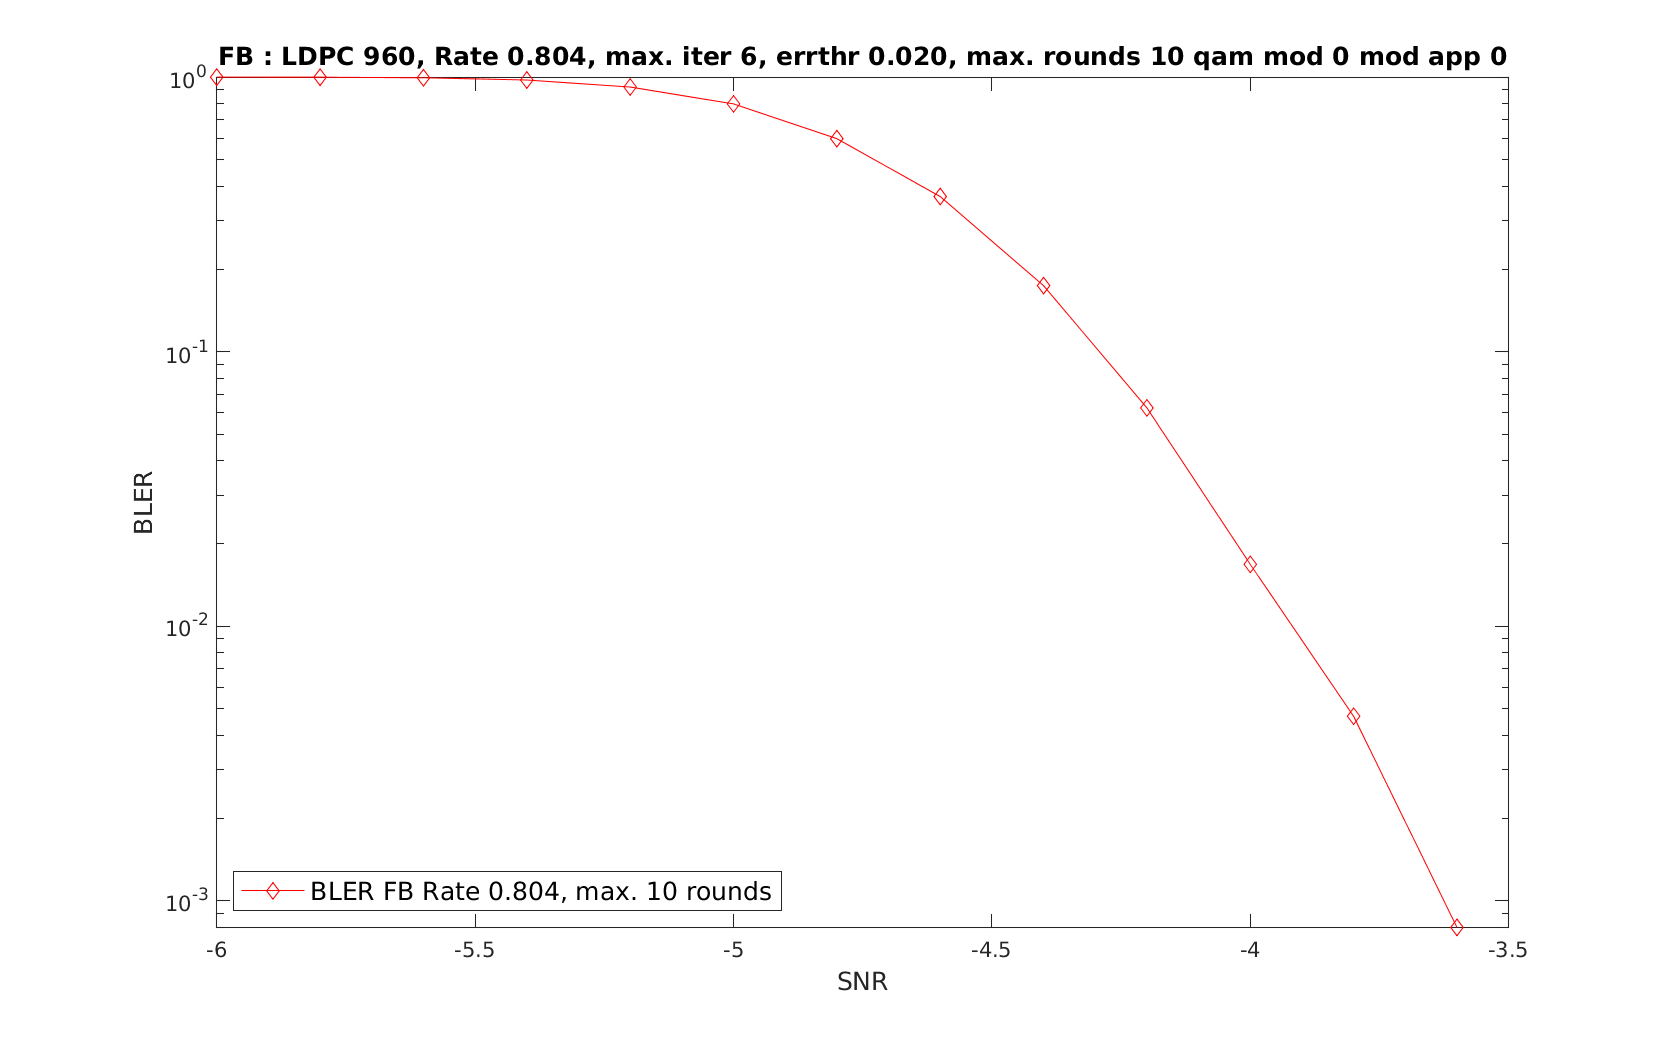 FB : LDPC 960, Rate 0.804, max. iter 6, errthr 0.020, max. rounds 10 qam mod 0 mod app 0
10^0
10^-1
10^-2
10^-3
BLER
BLER FB Rate 0.804, max. 10 rounds
-6 -5.5 -5 -4.5 -4 -3.5
SNR